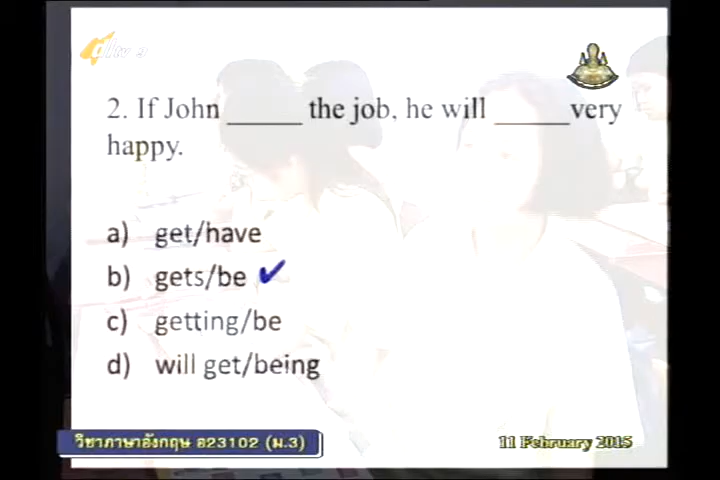 2. If John _____ the job, he will _____ very
happy.
a) get/have
b) gets/be ✔
c) getting/be
d) will get/being
วิชาภาษาอังกฤษ อ23102 (ม.3)
11 February 2015